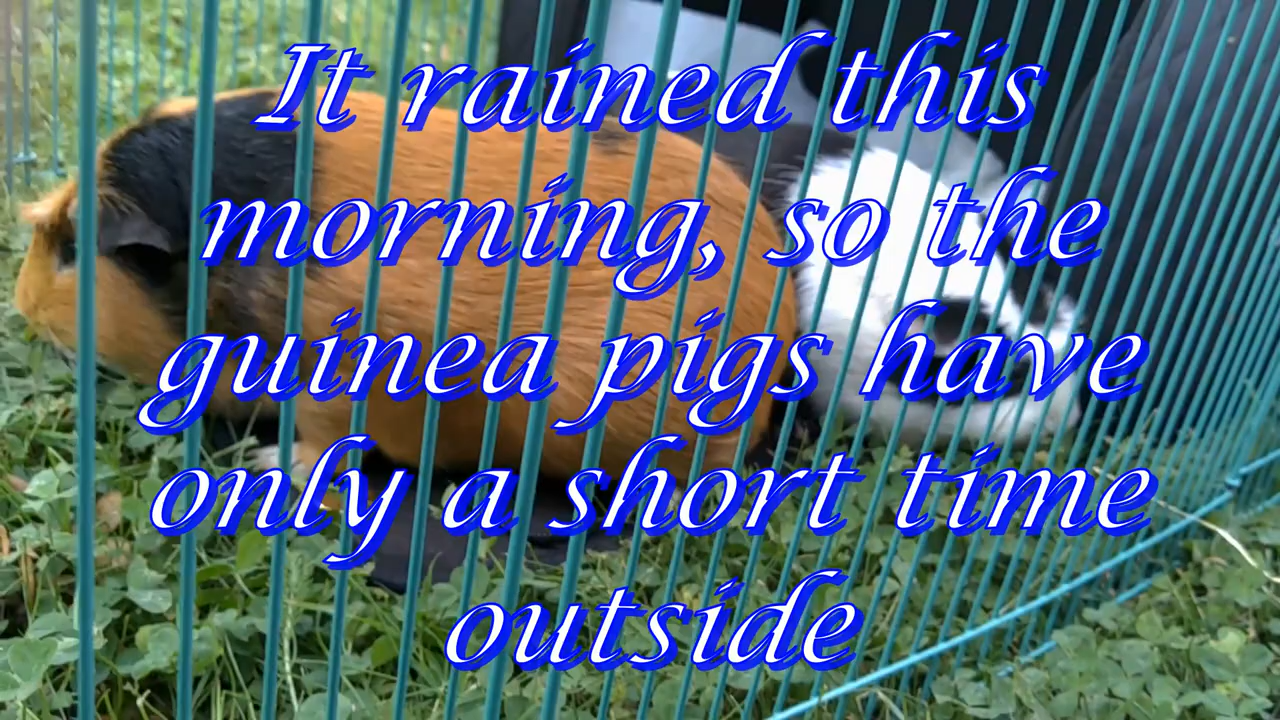 It rained this
morning, so the
guinea pigs have
only a short time
outside